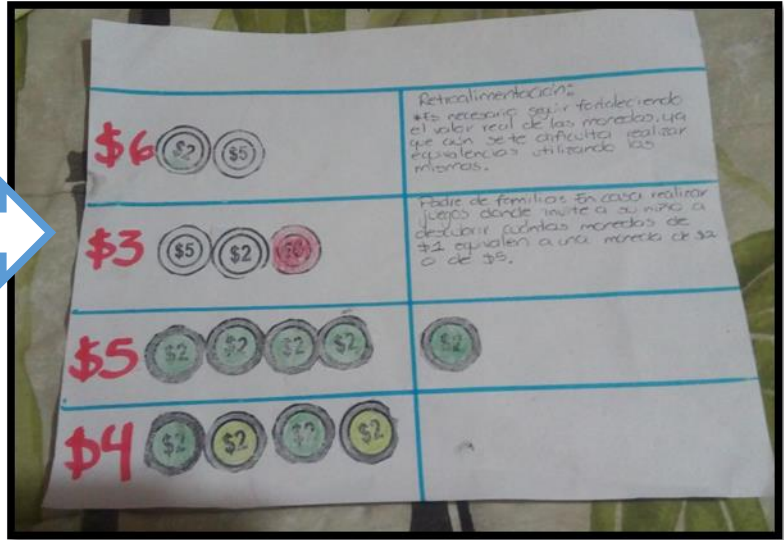 $6 $2 $5
Retroalimentación:
*Es necesario seguir fortaleciendo
el valor real de las monedas, ya
que aún se te dificulta realizar
equivalencias utilizando las
mismas.
$3 $5 $2
Padre de familia: En casa realizar
juegos donde invite a su niño a
descubrir cuántas monedas de
$1 equivalen a una moneda de $2
o de $5.
$5 $2 $2 $2 $2 $2
$4 $2 $2 $2 $2